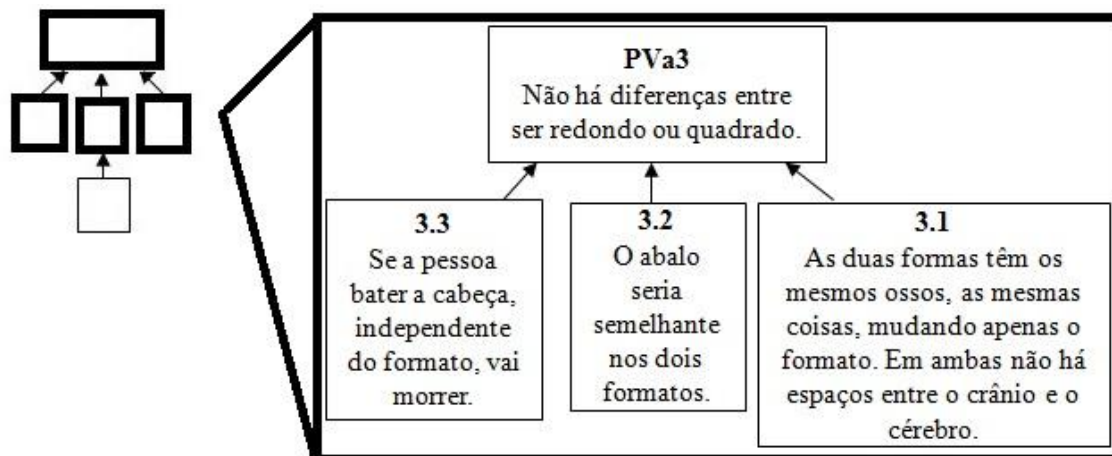 PVa3
Não há diferenças entre
ser redondo ou quadrado.
3.3
Se a pessoa
bater a cabeça,
independente
do formato, vai
morrer.
3.2
O abalo
seria
semelhante
nos dois
formatos.
3.1
As duas formas têm os
mesmos ossos, as mesmas
coisas, mudando apenas o
formato. Em ambas não há
espaços entre o crânio e o
cérebro.